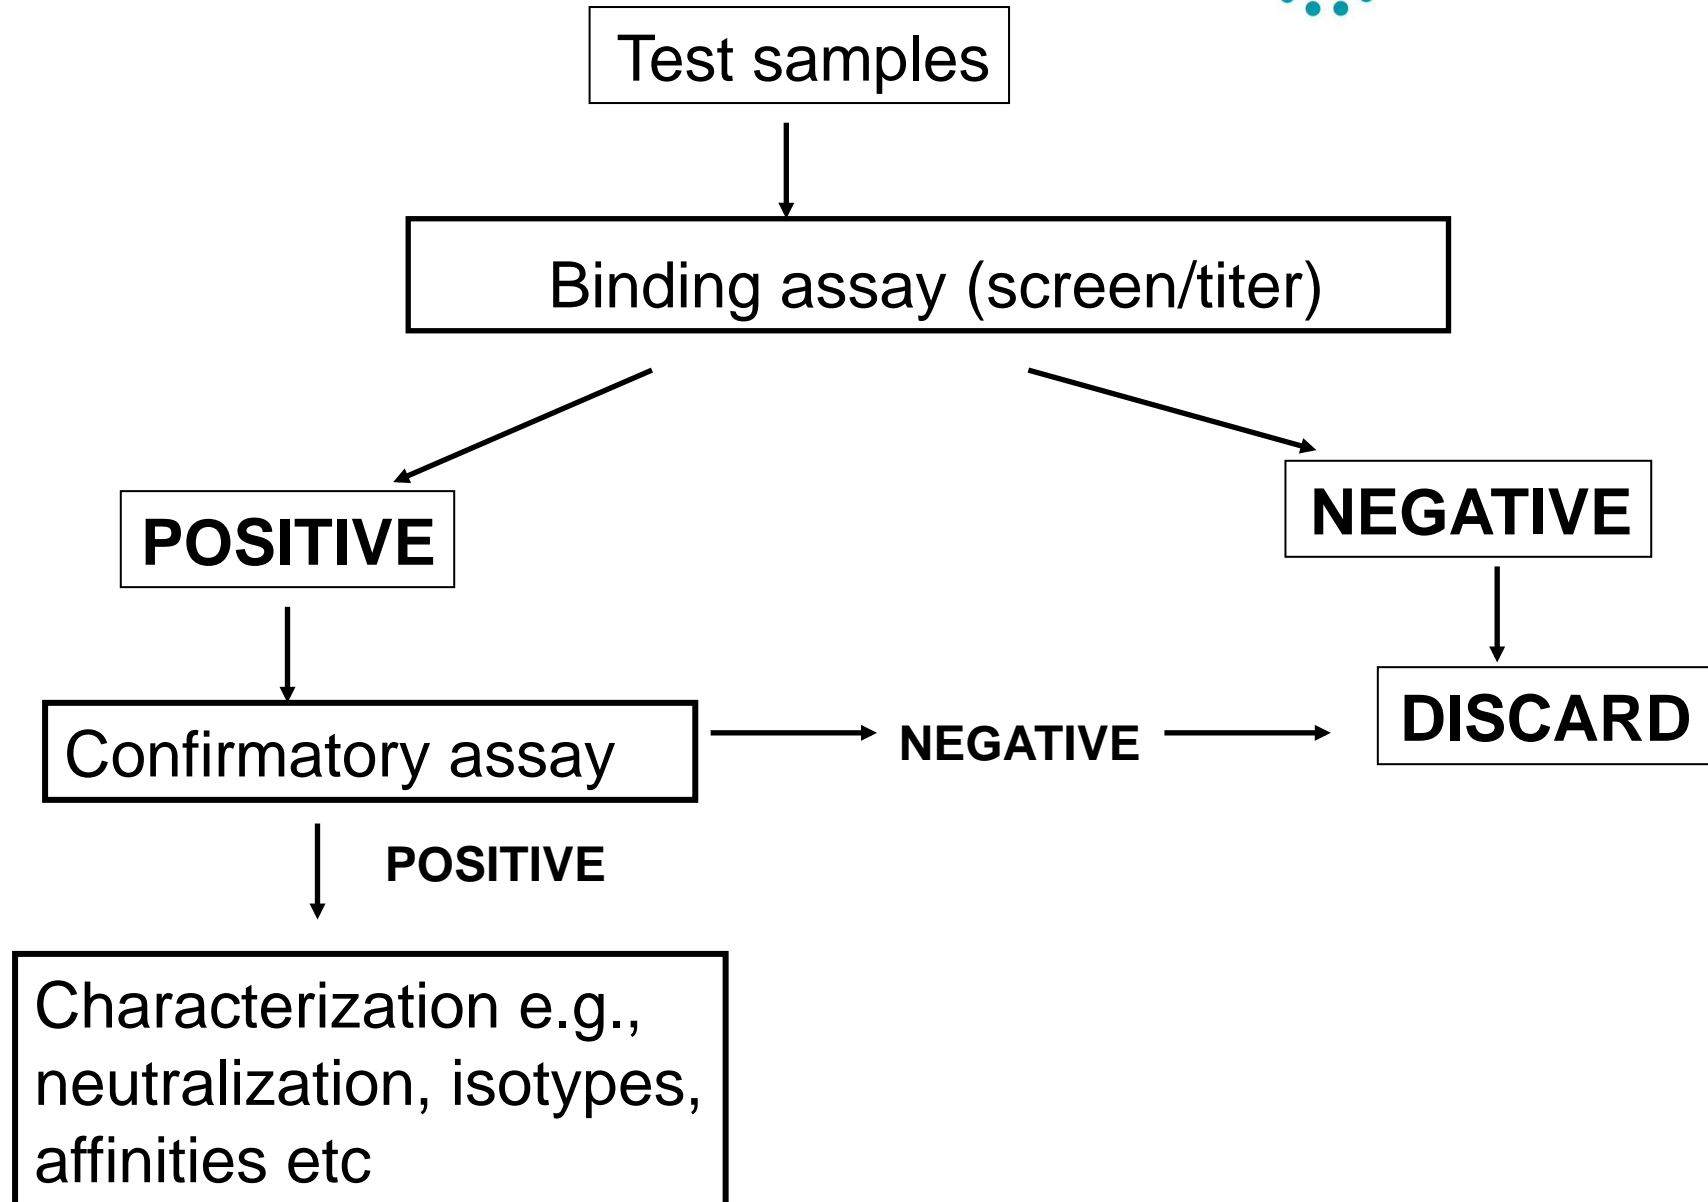 Test samples
Binding assay (screen/titer)
POSITIVE
NEGATIVE
Confirmatory assay
NEGATIVE
DISCARD
POSITIVE
Characterization e.g.,
neutralization, isotypes,
affinities etc